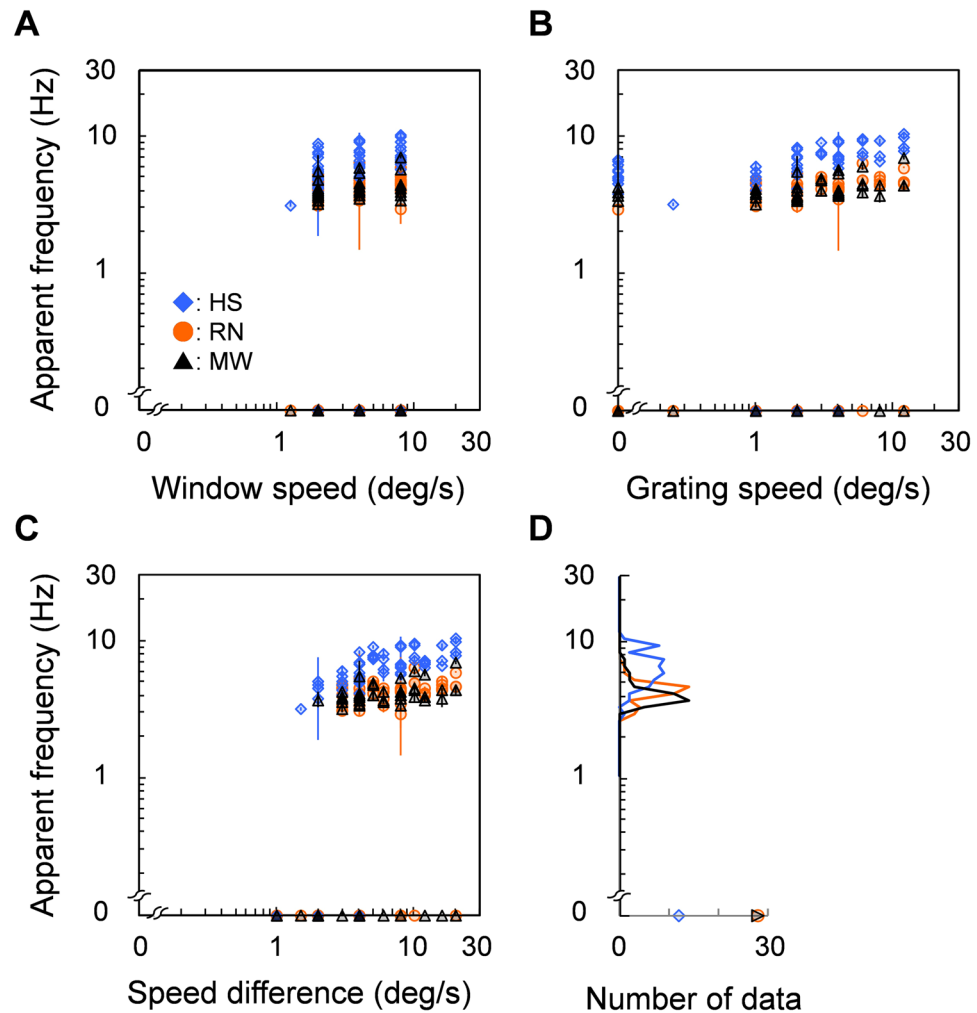 A
B
Apparent frequency (Hz)
30
10
1
0
◆: HS
●: RN
▲: MW
0
1
10
30
Window speed (deg/s)
30
10
1
0
0
1
10
30
Grating speed (deg/s)
C
D
Apparent frequency (Hz)
30
10
1
0
0
1
10
30
Speed difference (deg/s)
30
10
1
0
0
30
Number of data